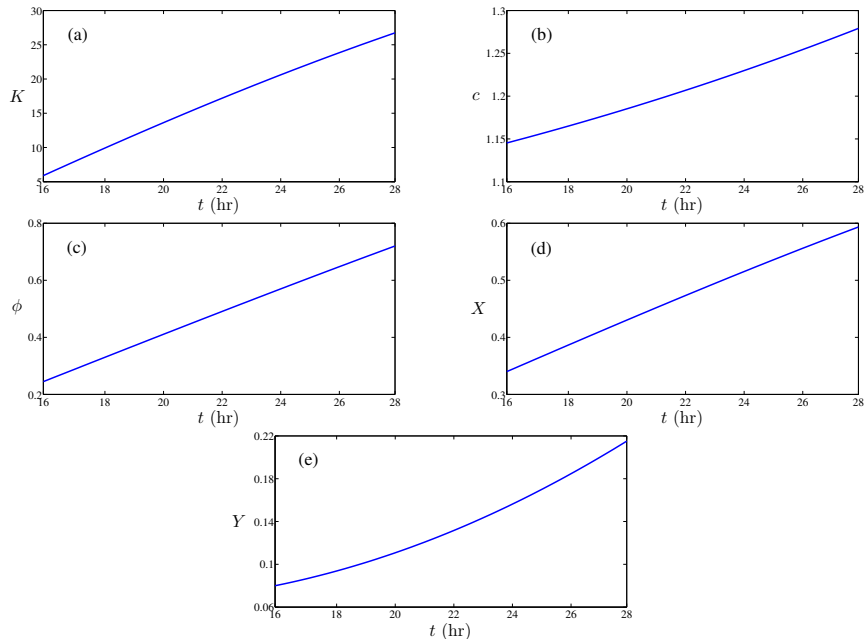 (a)
K
30
25
20
15
10
5
16 18 20 22 24 26 28
t (hr)
(b)
c
1.3
1.25
1.2
1.15
1.1
16 18 20 22 24 26 28
t (hr)
(c)
ϕ
0.8
0.6
0.4
0.2
16 18 20 22 24 26 28
t (hr)
(d)
X
0.6
0.5
0.4
0.3
16 18 20 22 24 26 28
t (hr)
(e)
Y
0.22
0.18
0.14
0.1
0.06
16 18 20 22 24 26 28
t (hr)